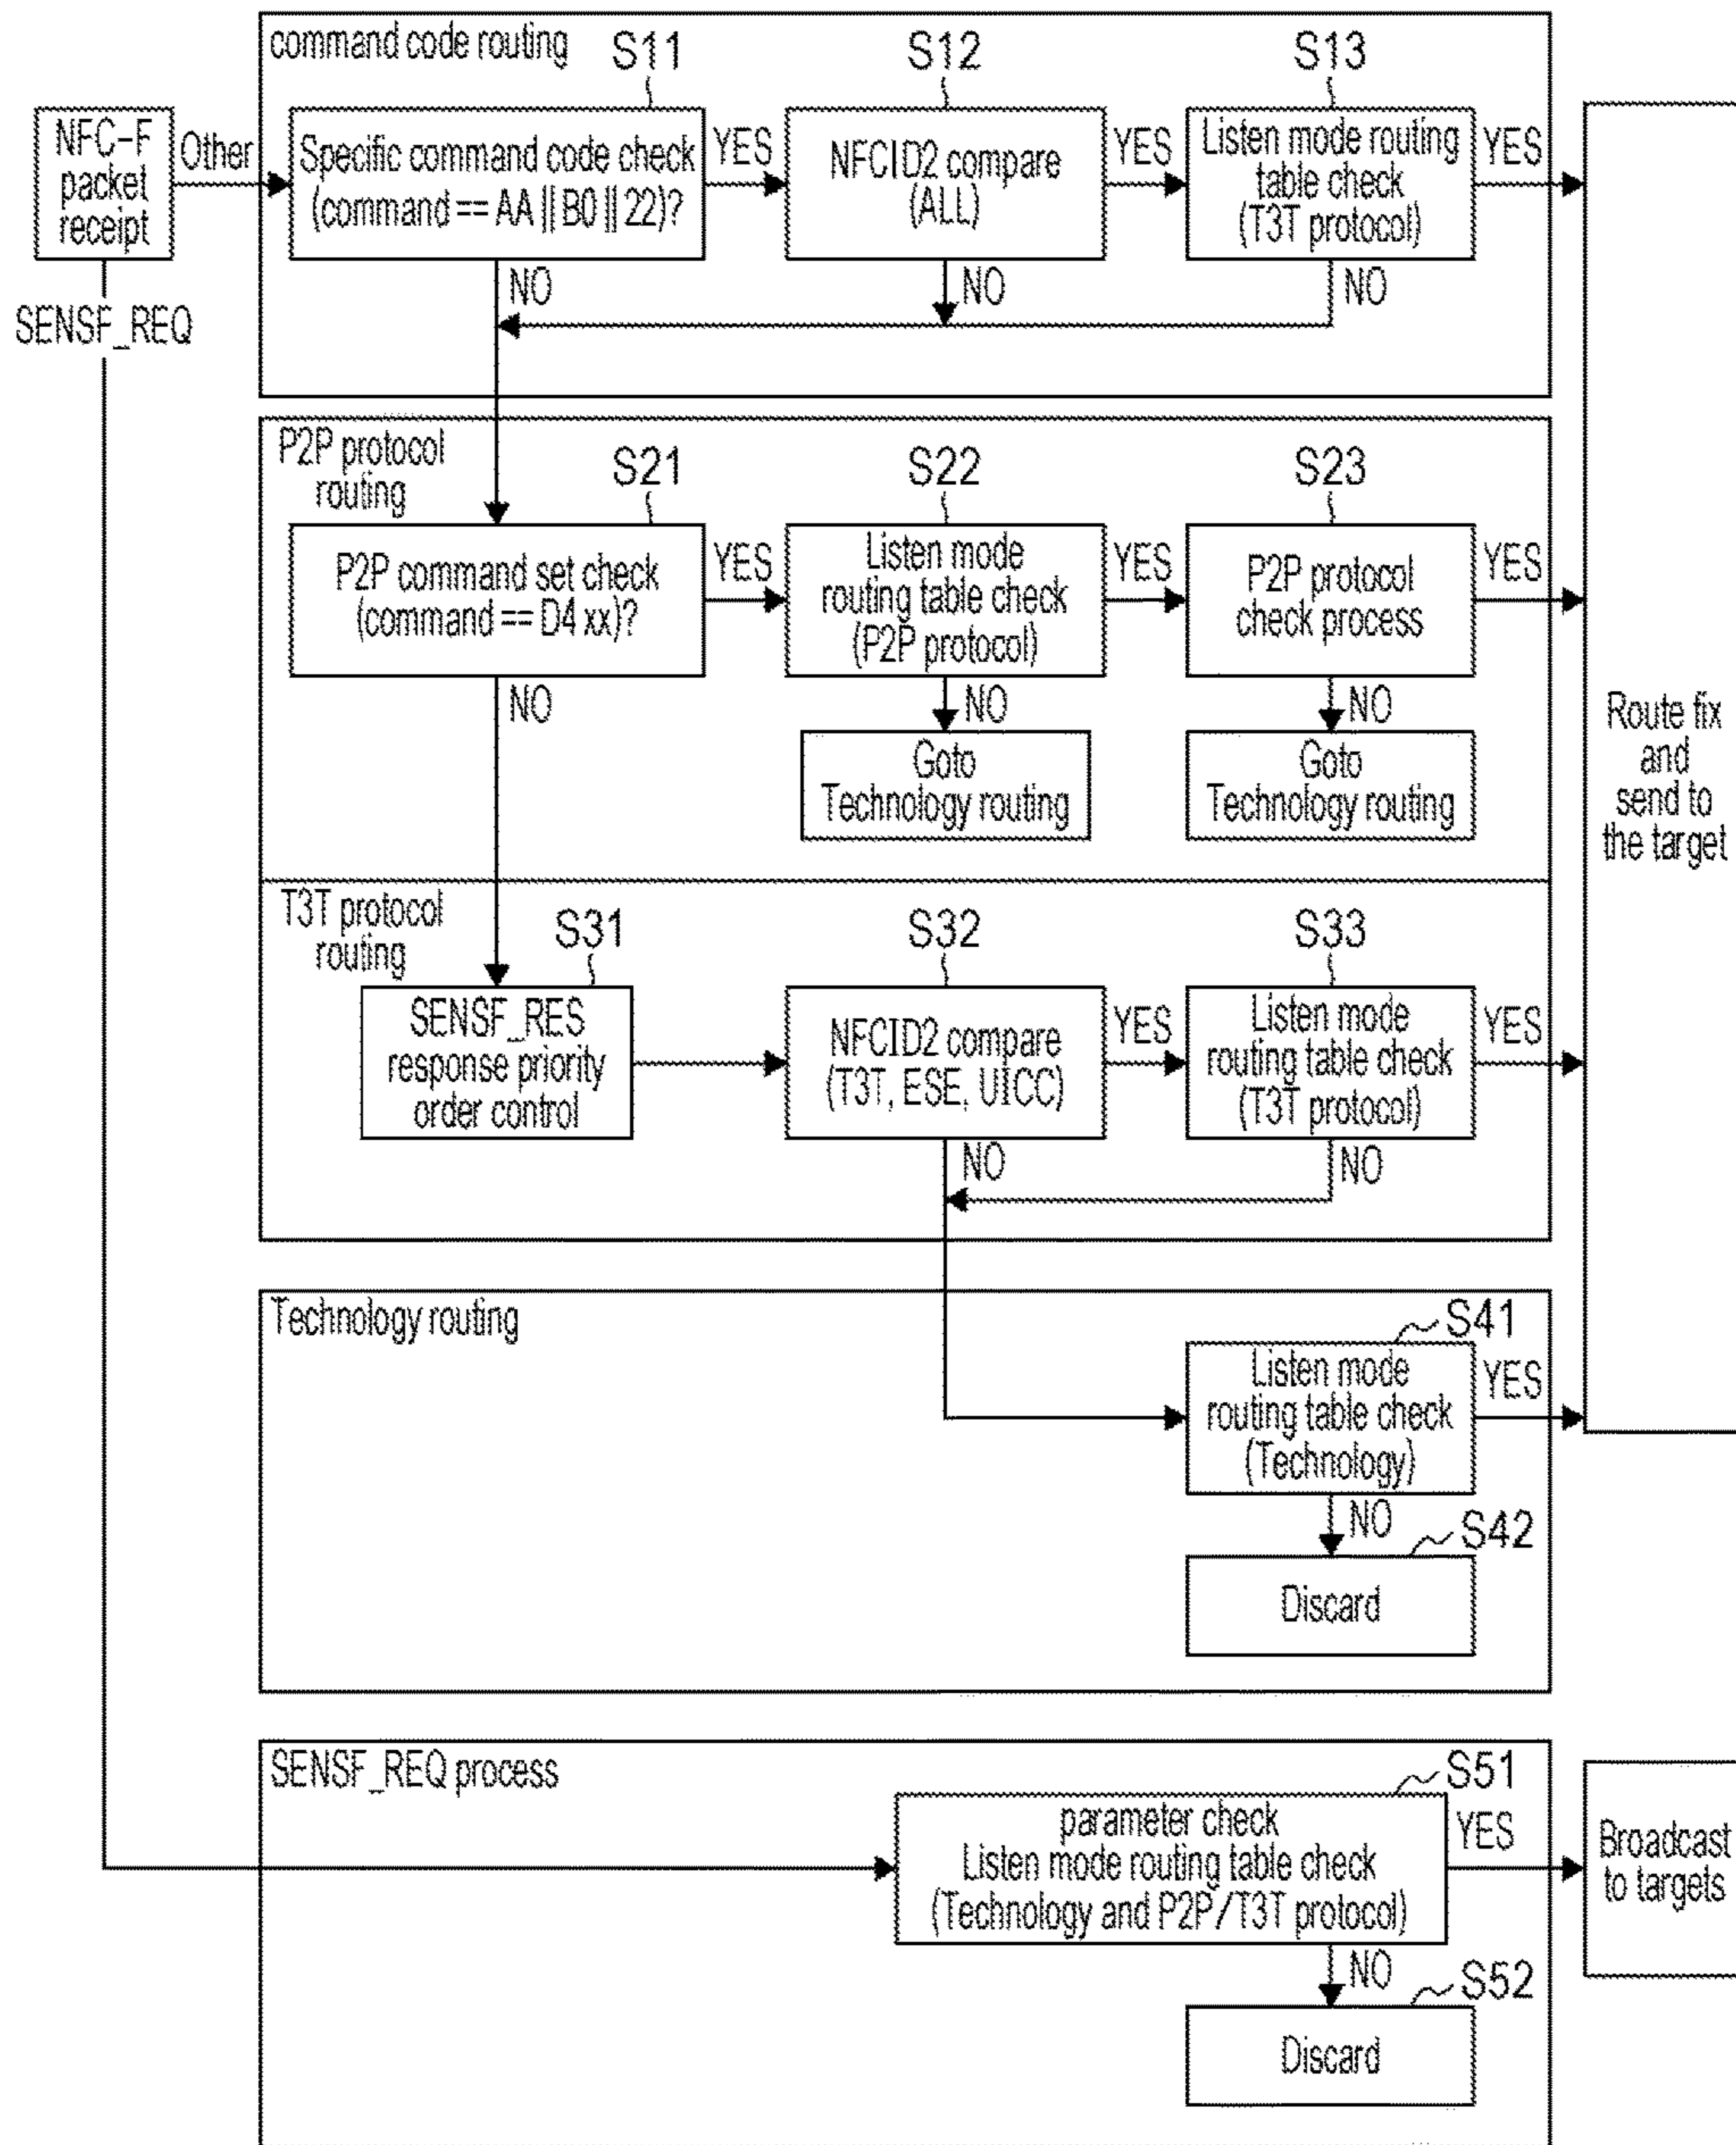 command code routing
S11
S12
S13
NFC-F
packet
receipt
Other
Specific command code check
(command == AA || B0 || 22)?
YES
NFCID2 compare
(ALL)
YES
Listen mode routing
table check
(T3T protocol)
YES
NO
NO
NO
SENSF_REQ
P2P protocol
routing
S21
S22
S23
P2P command set check
(command == D4 xx)?
YES
Listen mode
routing table check
(P2P protocol)
YES
P2P protocol
check process
YES
NO
NO
NO
Goto
Technology routing
Goto
Technology routing
Route fix
and
send to
the target
T3T protocol
routing
S31
S32
S33
SENSF_RES
response priority
order control
NFCID2 compare
(T3T, ESE, UICC)
YES
Listen mode
routing table check
(T3T protocol)
YES
NO
NO
Technology routing
S41
Listen mode
routing table check
(Technology)
YES
NO
S42
Discard
SENSF_REQ process
S51
parameter check
Listen mode routing table check
(Technology and P2P/T3T protocol)
YES
Broadcast
to targets
NO
S52
Discard